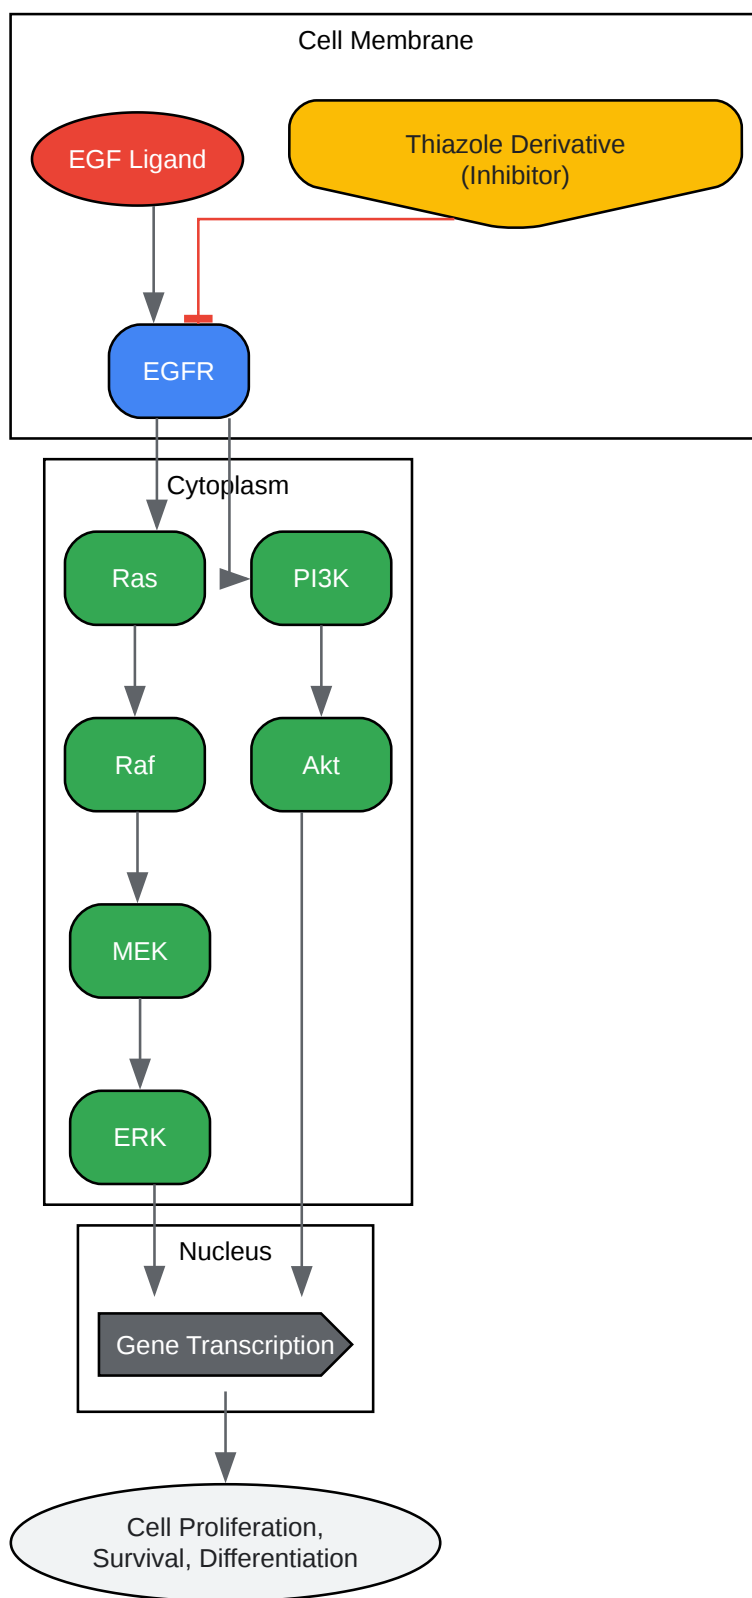 Cell Membrane
EGF Ligand
Thiazole Derivative
(Inhibitor)
EGFR
Cytoplasm
Ras
PI3K
Raf
Akt
MEK
ERK
Nucleus
Gene Transcription
Cell Proliferation,
Survival, Differentiation